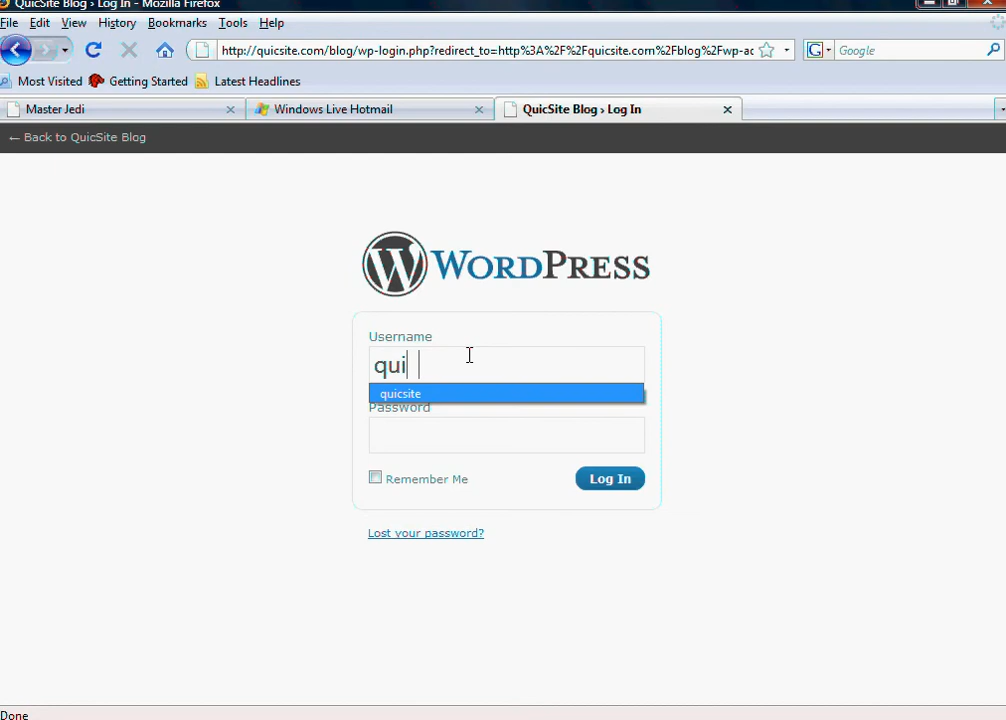 QuicSite Blog › Log In - Mozilla Firefox
File Edit View History Bookmarks Tools Help
http://quicsite.com/blog/wp-login.php?redirect_to=http%3A%2F%2Fquicsite.com%2Fblog%2Fwp-ac
G Google
Most Visited Getting Started Latest Headlines
Master Jedi Windows Live Hotmail QuicSite Blog › Log In
← Back to QuicSite Blog
W WORDPRESS
Username
qui
quicsite
Password
Remember Me Log In
Lost your password?
Done